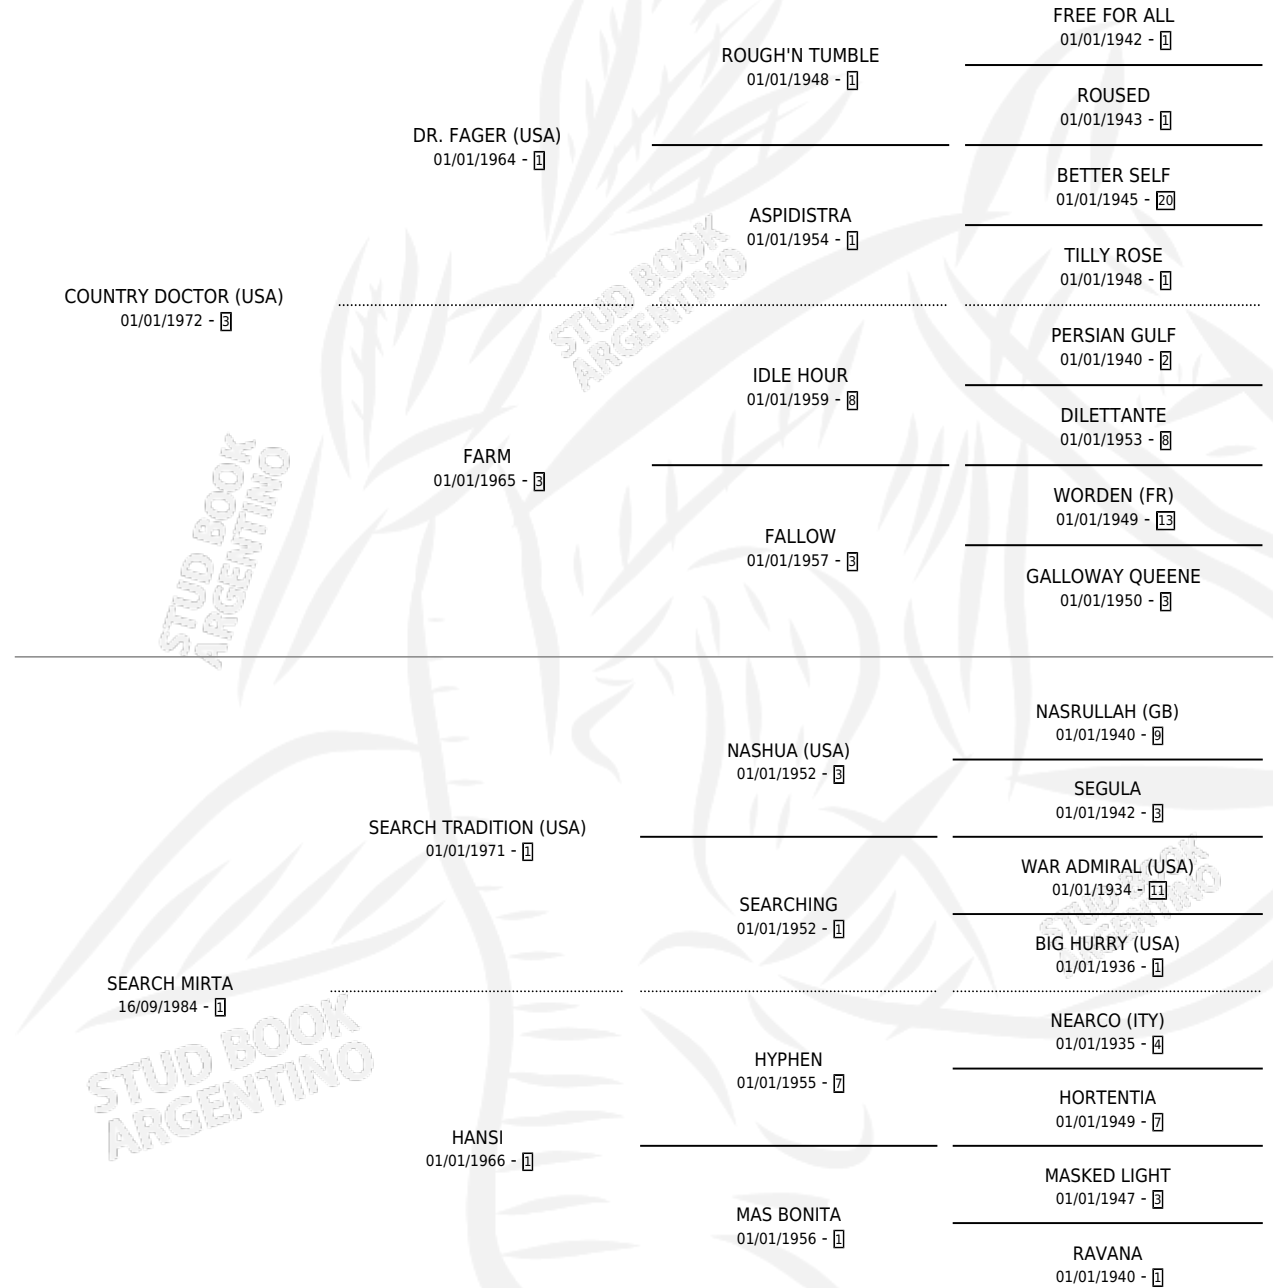 FREE FOR ALL
01/01/1942 - 1
ROUGH'N TUMBLE
01/01/1948 - 1
ROUSED
01/01/1943 - 1
DR. FAGER (USA)
01/01/1964 - 1
BETTER SELF
01/01/1945 - 20
ASPIDISTRA
01/01/1954 - 1
TILLY ROSE
01/01/1948 - 1
COUNTRY DOCTOR (USA)
01/01/1972 - 3
PERSIAN GULF
01/01/1940 - 2
IDLE HOUR
01/01/1959 - 8
DILETTANTE
01/01/1953 - 8
FARM
01/01/1965 - 3
WORDEN (FR)
01/01/1949 - 13
FALLOW
01/01/1957 - 3
GALLOWAY QUEENE
01/01/1950 - 3
STUD BOOK
ARGENTINO
STUD BOOK
ARGENTINO
NASRULLAH (GB)
01/01/1940 - 9
NASHUA (USA)
01/01/1952 - 3
SEGULA
01/01/1942 - 3
SEARCH TRADITION (USA)
01/01/1971 - 1
WAR ADMIRAL (USA)
01/01/1934 - 11
SEARCHING
01/01/1952 - 1
BIG HURRY (USA)
01/01/1936 - 1
SEARCH MIRTA
16/09/1984 - 1
NEARCO (ITY)
01/01/1935 - 4
HYPHEN
01/01/1955 - 7
HORTENTIA
01/01/1949 - 7
HANSI
01/01/1966 - 1
MASKED LIGHT
01/01/1947 - 3
MAS BONITA
01/01/1956 - 1
RAVANA
01/01/1940 - 1
STUD BOOK
ARGENTINO
STUD BOOK
ARGENTINO